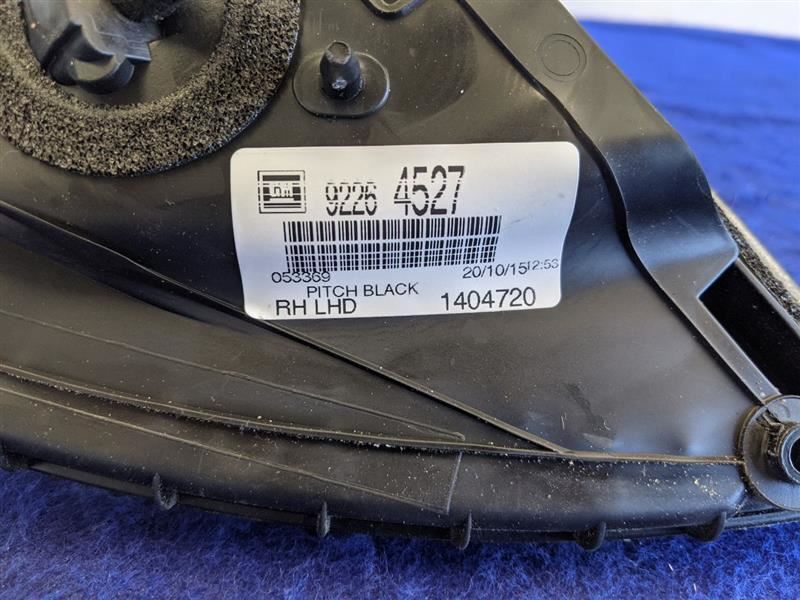 GM 9226 4527
053369 20/10/15 12:53
PITCH BLACK
RH LHD 1404720